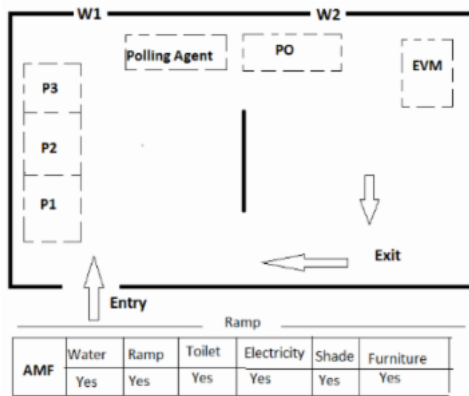 W1 W2
Polling Agent PO EVM
P3
P2
P1
Exit
Entry
Ramp
AMF Water Ramp Toilet Electricity Shade Furniture
Yes Yes Yes Yes Yes Yes